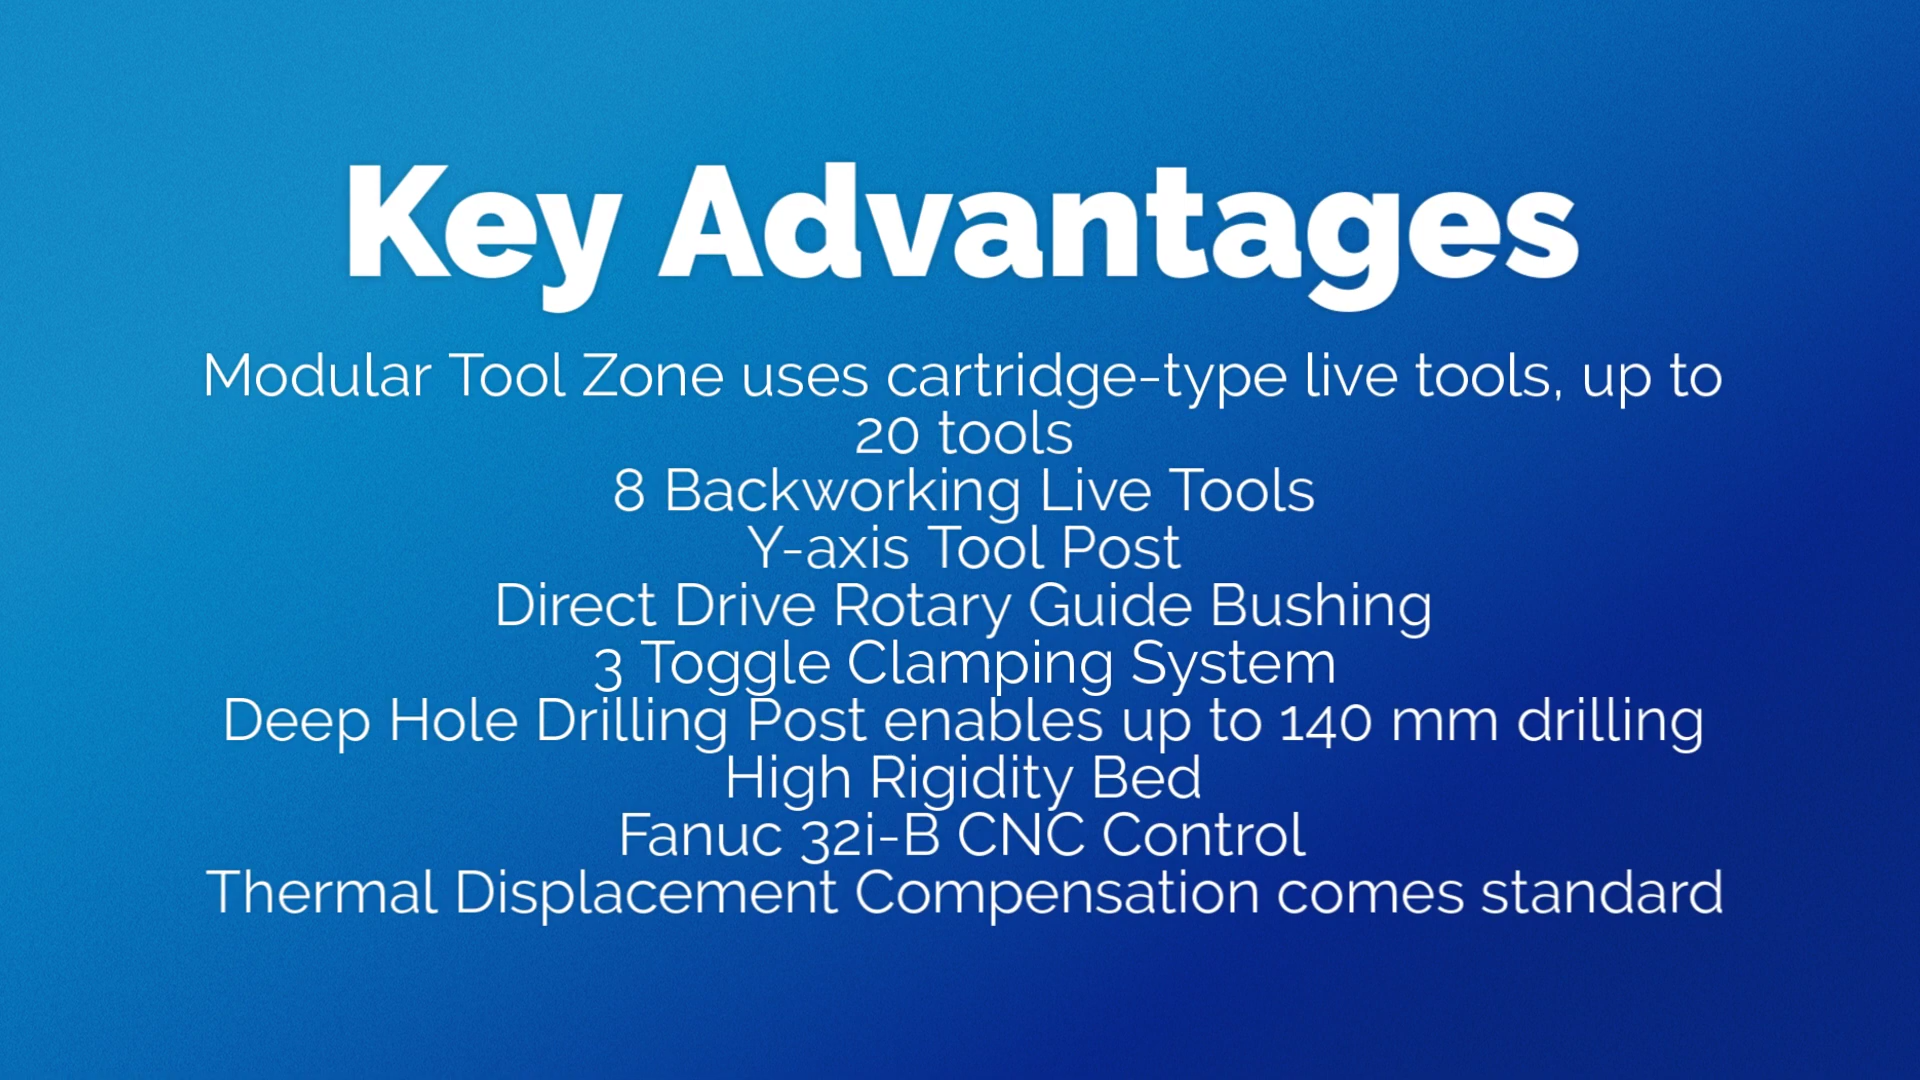 Key Advantages
Modular Tool Zone uses cartridge-type live tools, up to
20 tools
8 Backworking Live Tools
Y-axis Tool Post
Direct Drive Rotary Guide Bushing
3 Toggle Clamping System
Deep Hole Drilling Post enables up to 140 mm drilling
High Rigidity Bed
Fanuc 32i-B CNC Control
Thermal Displacement Compensation comes standard